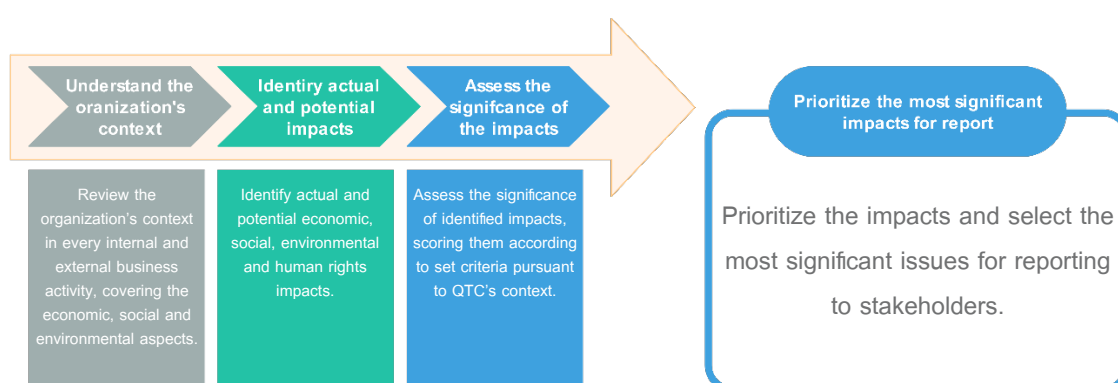 Understand the
oranization's
context
Identiry actual
and potential
impacts
Assess the
signifcance of
the impacts
Prioritize the most significant
impacts for report
Review the
organization's context
in every internal and
external business
activity, covering the
economic, social and
environmental aspects.
Identify actual and
potential economic,
social, environmental
and human rights
impacts.
Assess the significance
of identified impacts,
scoring them according
to set criteria pursuant
to QTC's context.
Prioritize the impacts and select the
most significant issues for reporting
to stakeholders.